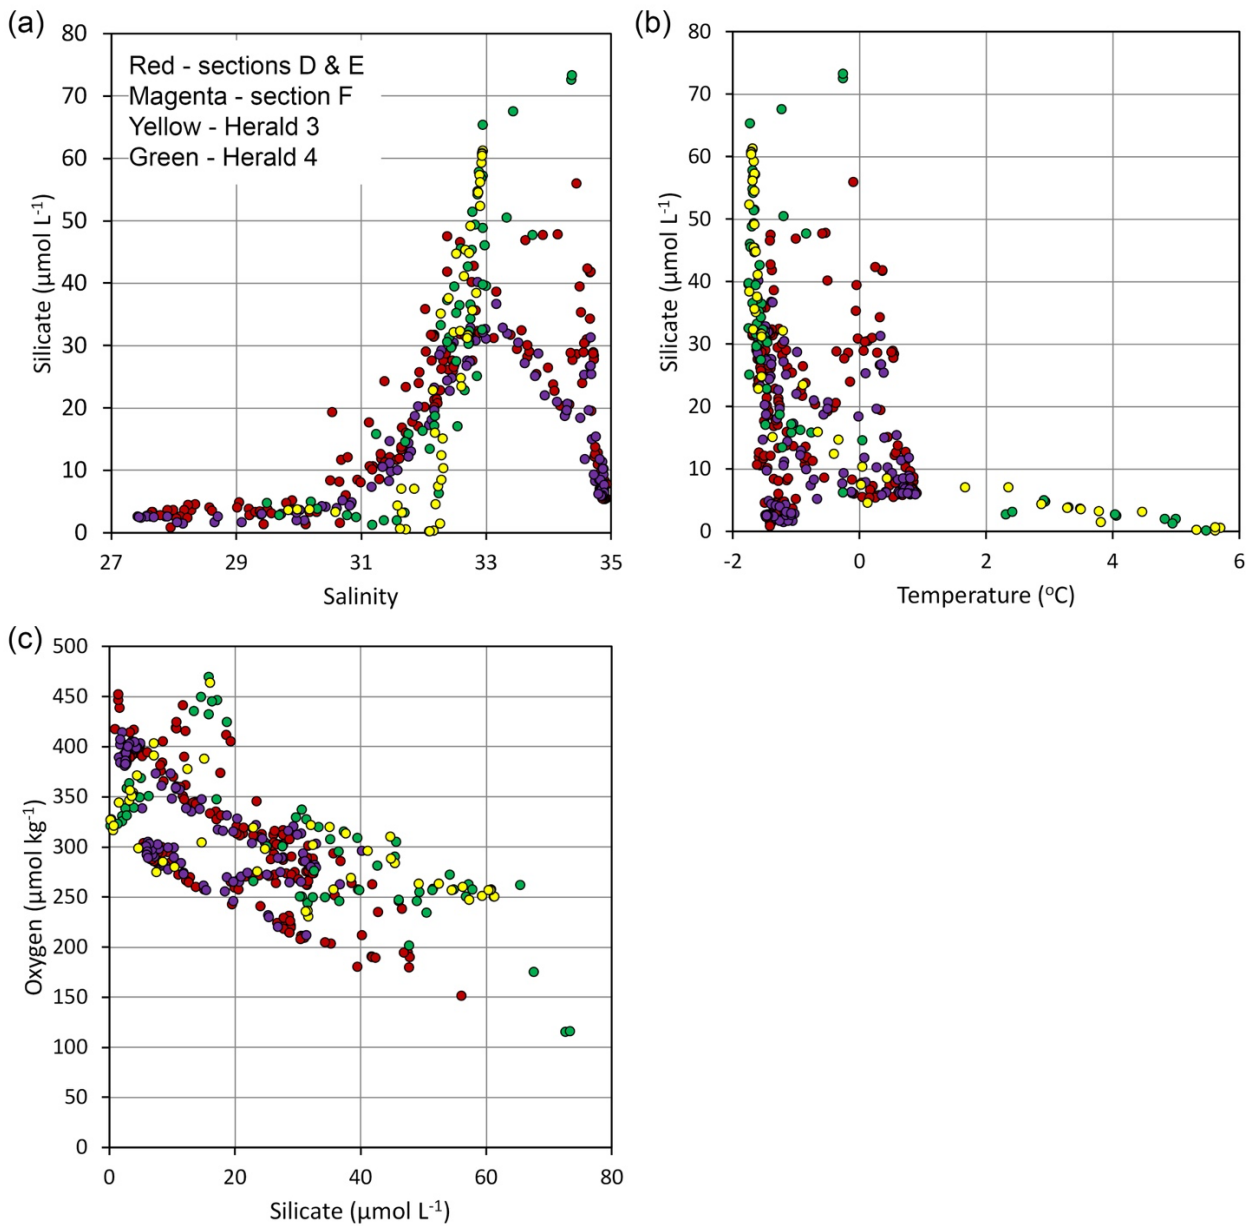 (a)
80
70
60
50
40
30
20
10
0
Silicate (µmol L-1)
Red - sections D & E
Magenta - section F
Yellow - Herald 3
Green - Herald 4
27 29 31 33 35
Salinity
(b)
80
70
60
50
40
30
20
10
0
Silicate (µmol L-1)
-2 0 2 4 6
Temperature (oC)
(c)
500
450
400
350
300
250
200
150
100
50
0
Oxygen (µmol kg-1)
0 20 40 60 80
Silicate (µmol L-1)